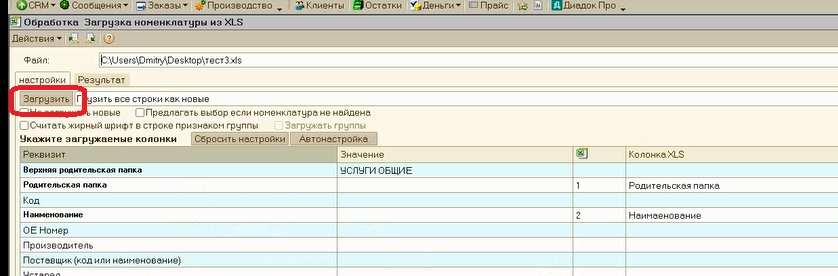 CRM Сообщения Заказы Производство Клиенты Остатки Деньги Прайс Диадок Про
Обработка Загрузка номенклатуры из XLS
Действия
Файл: C:\Users\Dmitry\Desktop\тест3.xls
настройки Результат
Загрузить Грузить все строки как новые
Не загружать новые Предлагать выбор если номенклатура не найдена
Считать жирный шрифт в строке признаком группы Загружать группы
Укажите загружаемые колонки Сбросить настройки Автонастройка
Реквизит Значение Колонка XLS
Верхняя родительская папка УСЛУГИ ОБЩИЕ
Родительская папка 1 Родительская папка
Код
Наименование 2 Наимаенование
ОЕ Номер
Производитель
Поставщик (код или наименование)
Устарел